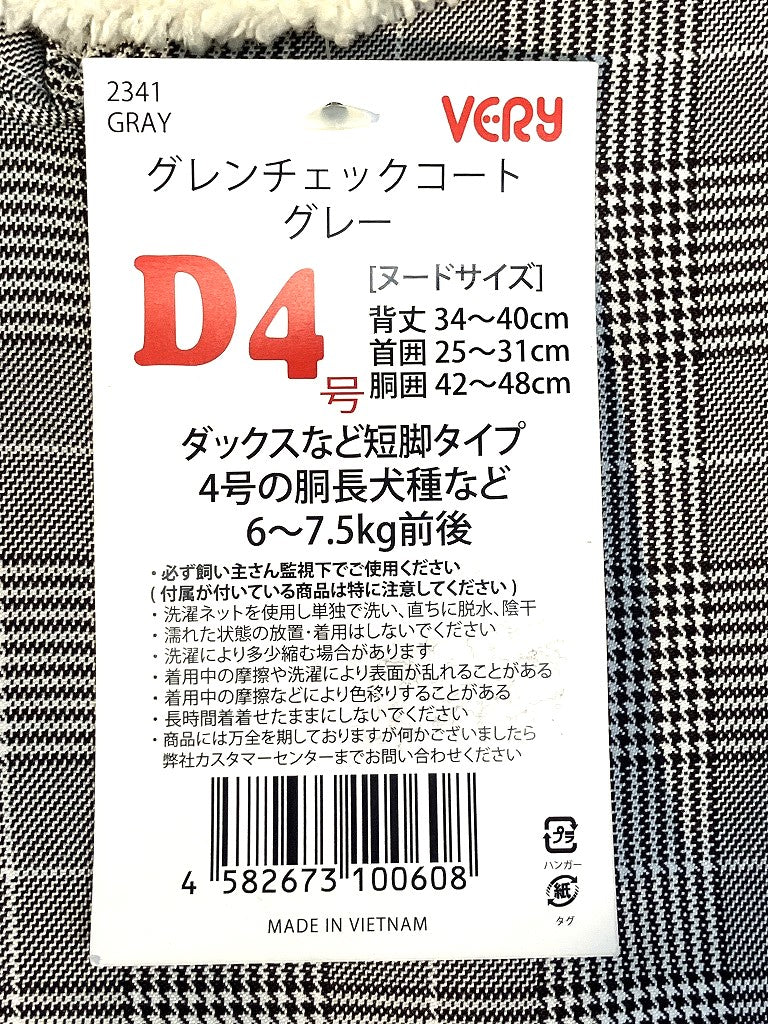 2341
GRAY
VERY
グレンチェックコート
グレー
D4号
[ヌードサイズ]
背丈 34〜40cm
首囲 25〜31cm
胴囲 42〜48cm
ダックスなど短脚タイプ
4号の胴長犬種など
6〜7.5kg前後
・必ず飼い主さん監視下でご使用ください
(付属が付いている商品は特に注意してください)
・洗濯ネットを使用し単独で洗い、直ちに脱水、陰干
・濡れた状態の放置・着用はしないでください
・洗濯により多少縮む場合があります
・着用中の摩擦や洗濯により表面が乱れることがある
・着用中の摩擦などにより色移りすることがある
・長時間着着せたままにしないでください
・商品には万全を期しておりますが何かございましたら
弊社カスタマーセンターまでお問い合わせください
4 582673 100608
プラ
ハンガー
紙
タグ
MADE IN VIETNAM